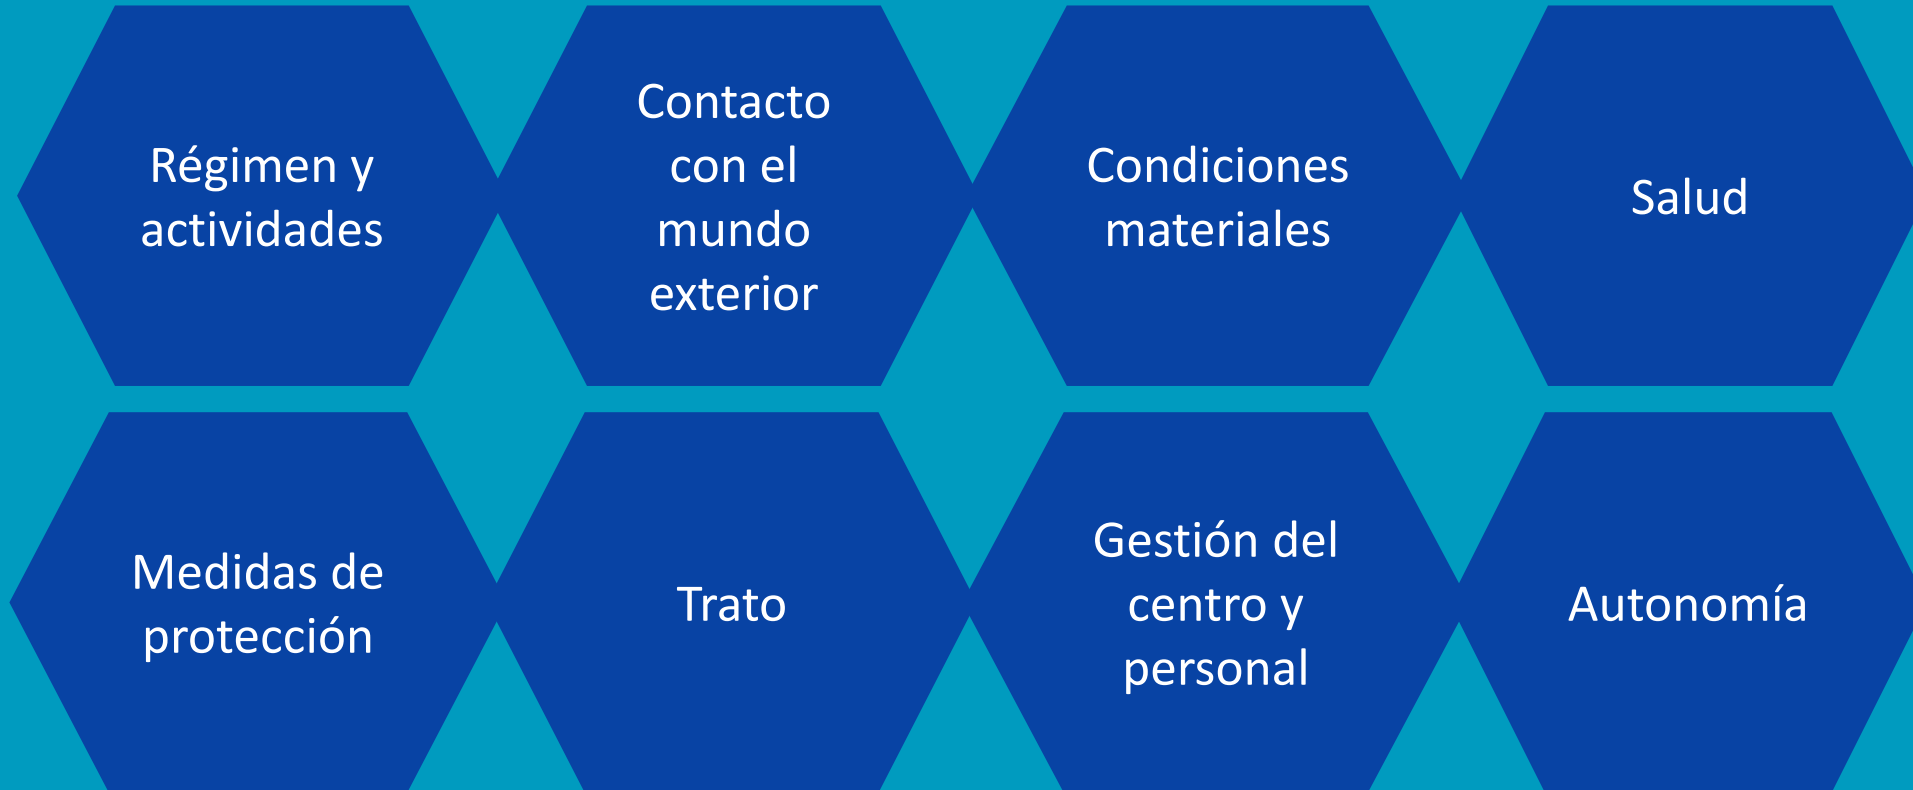 Régimen y
actividades
Contacto
con el
mundo
exterior
Condiciones
materiales
Salud
Medidas de
protección
Trato
Gestión del
centro y
personal
Autonomía